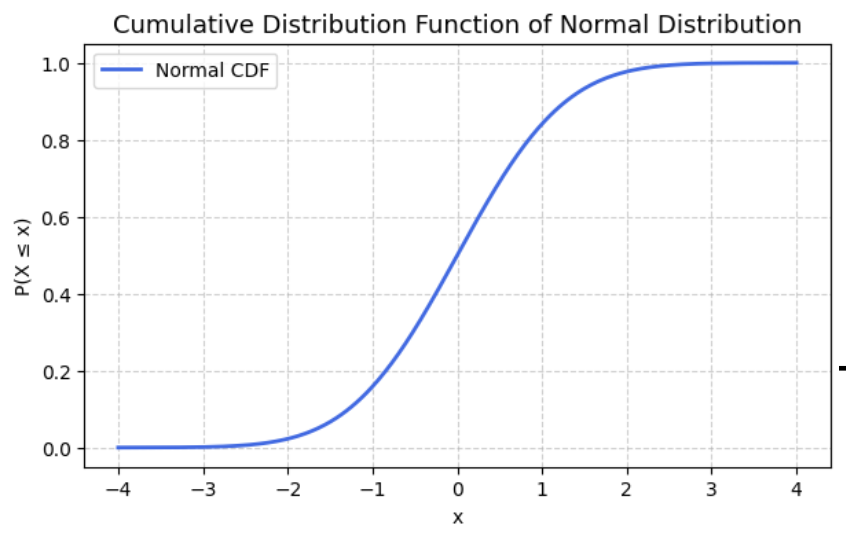 Cumulative Distribution Function of Normal Distribution
Normal CDF
P(X ≤ x)
1.0
0.8
0.6
0.4
0.2
0.0
−4 −3 −2 −1 0 1 2 3 4
x